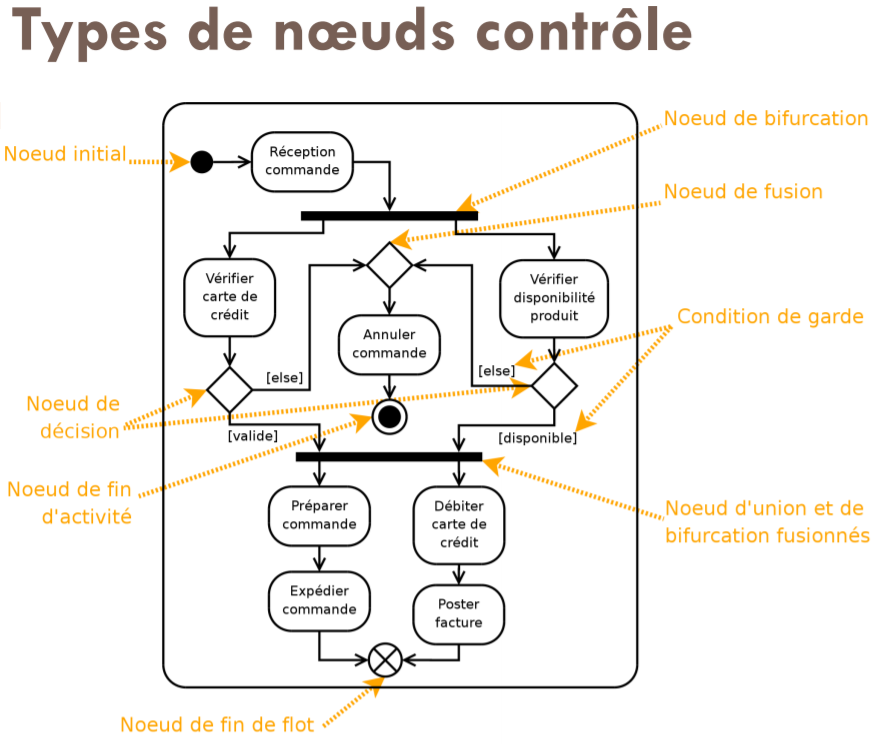 Types de nœuds contrôle
Noeud de bifurcation
Noeud initial
Réception
commande
Noeud de fusion
Vérifier
carte de
crédit
Vérifier
disponibilité
produit
Condition de garde
Annuler
commande
[else]
[else]
Noeud de
décision
[valide]
[disponible]
Noeud de fin
d'activité
Préparer
commande
Débiter
carte de
crédit
Noeud d'union et de
bifurcation fusionnés
Expédier
commande
Poster
facture
Noeud de fin de flot